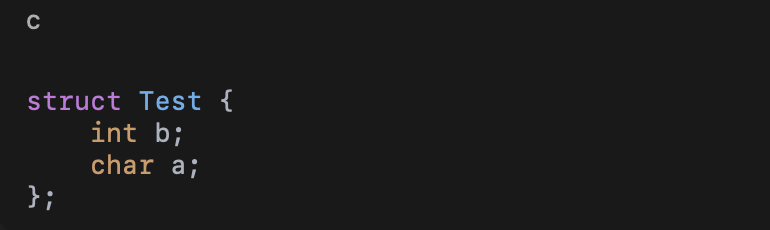 c
struct Test {
    int b;
    char a;
};